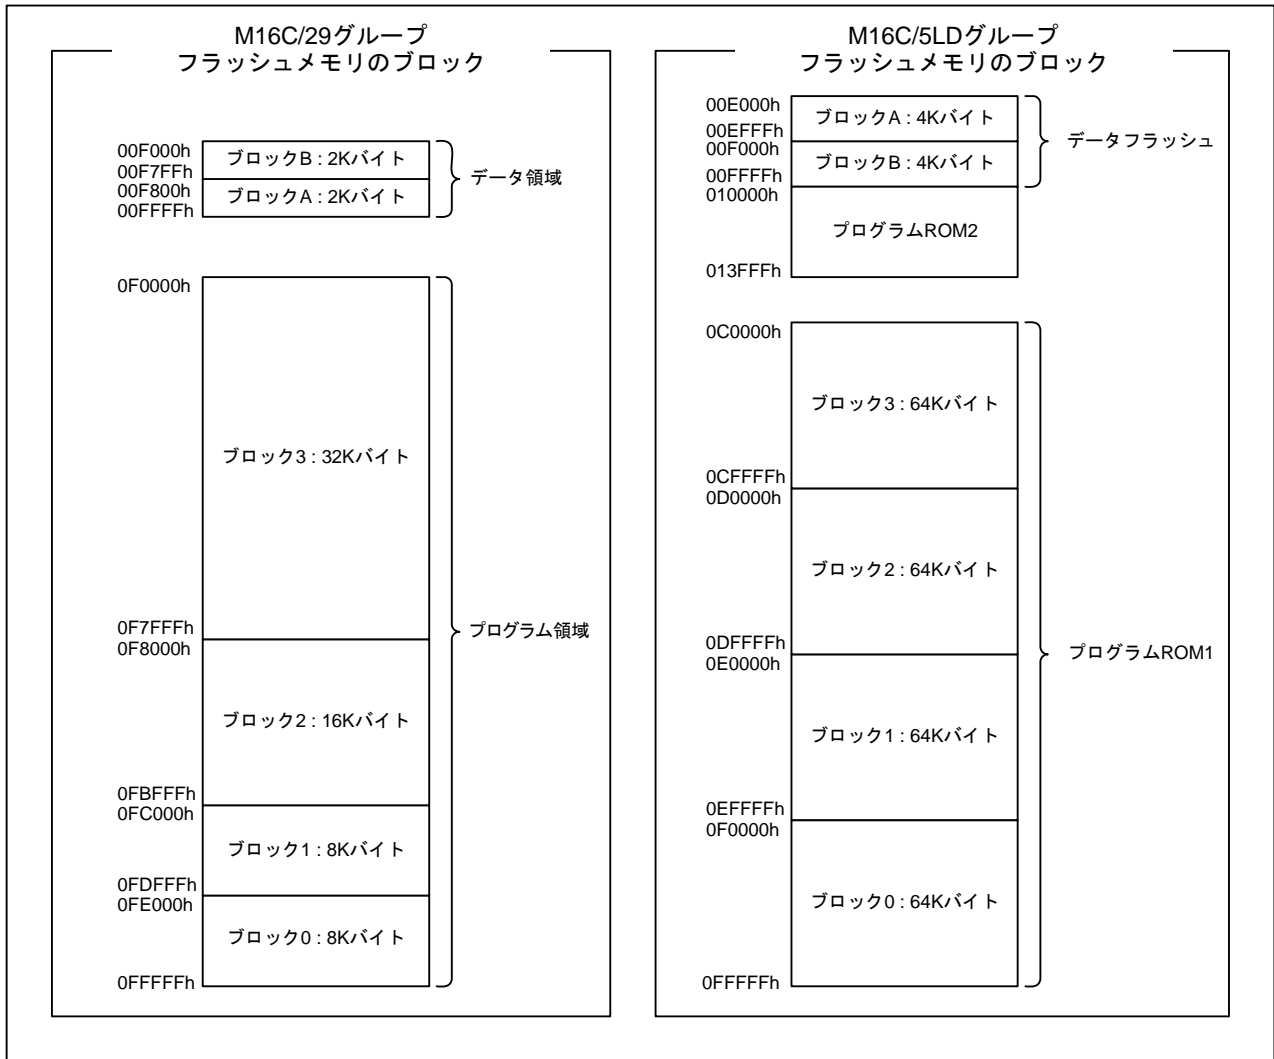 M16C/29グループ
フラッシュメモリのブロック
00F000h
ブロックB : 2Kバイト
00F7FFh
00F800h
ブロックA : 2Kバイト
00FFFFh
データ領域
0F0000h
ブロック3 : 32Kバイト
0F7FFFh
0F8000h
プログラム領域
ブロック2 : 16Kバイト
0FBFFFh
0FC000h
ブロック1 : 8Kバイト
0FDFFFh
0FE000h
ブロック0 : 8Kバイト
0FFFFFh
M16C/5LDグループ
フラッシュメモリのブロック
00E000h
ブロックA : 4Kバイト
00EFFFh
00F000h
データフラッシュ
ブロックB : 4Kバイト
00FFFFh
010000h
プログラムROM2
013FFFh
0C0000h
ブロック3 : 64Kバイト
0CFFFFh
0D0000h
ブロック2 : 64Kバイト
0DFFFFh
0E0000h
プログラムROM1
ブロック1 : 64Kバイト
0EFFFFh
0F0000h
ブロック0 : 64Kバイト
0FFFFFh